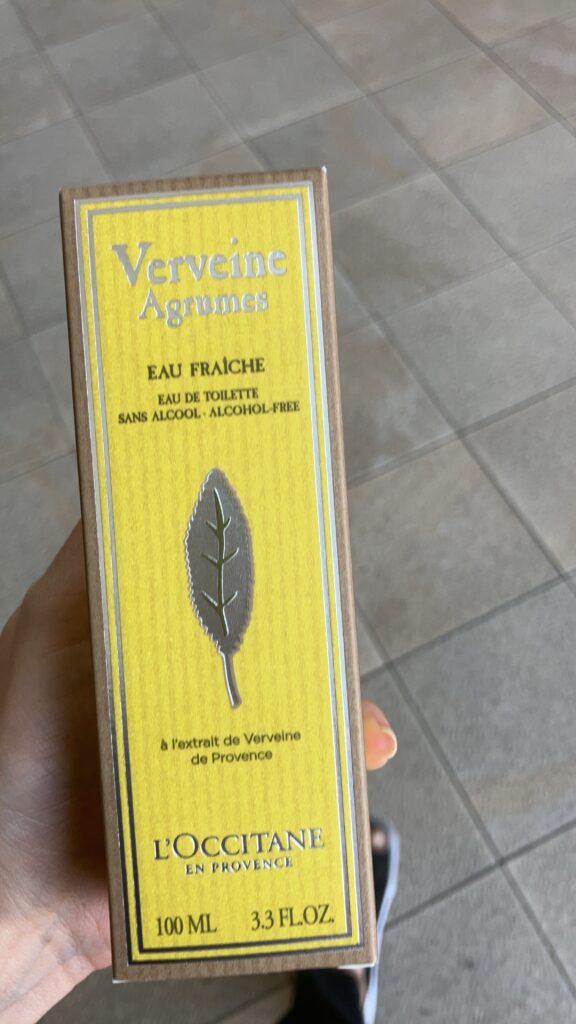 Verveine
Agrumes
EAU FRAÎCHE
EAU DE TOILETTE
SANS ALCOOL · ALCOHOL-FREE
à l'extrait de Verveine
de Provence
L'OCCITANE
EN PROVENCE
100 ML 3.3 FL.OZ.